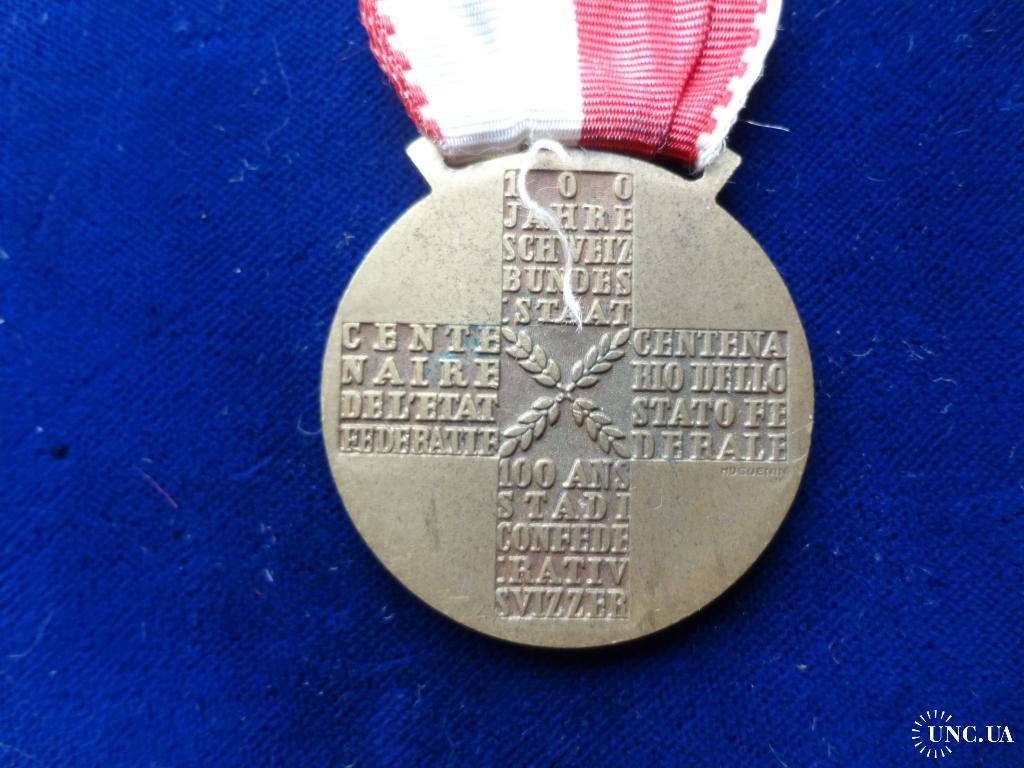 100
JAHRE
SCHWEIZ
BUNDES
STAAT
CENTE
NAIRE
DE L'ETAT
FEDERATIF
CENTENA
RIO DELLO
STATO FE
DERALE
HUGUENIN
100 ANS
STADI
CONFEDE
RATIV
SVIZZER
UNC.UA